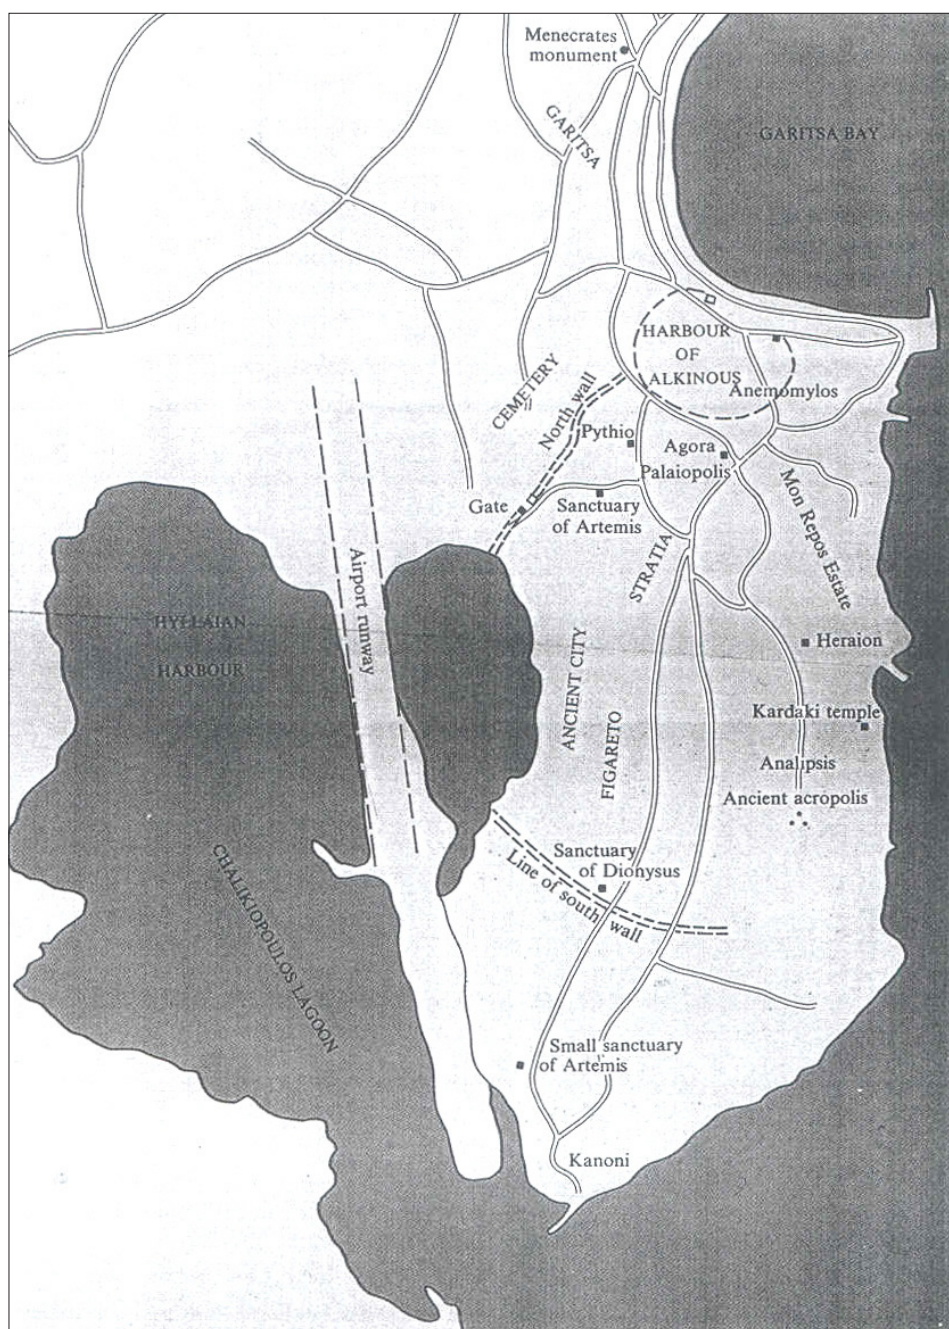 Menecrates
monument
GARITSA
GARITSA BAY
HARBOUR
OF
ALKINOUS
Anemomylos
CEMETERY
North wall
Pythio
Agora
Palaiopolis
Gate
Sanctuary
of Artemis
Mon Repos Estate
STRATIA
Airport runway
HYLLAIAN
HARBOUR
ANCIENT CITY
Heraion
FIGARETO
Kardaki temple
Analipsis
Ancient acropolis
Sanctuary
of Dionysus
Line of south wall
CHALIKIOPOULOS LAGOON
Small sanctuary
of Artemis
Kanoni